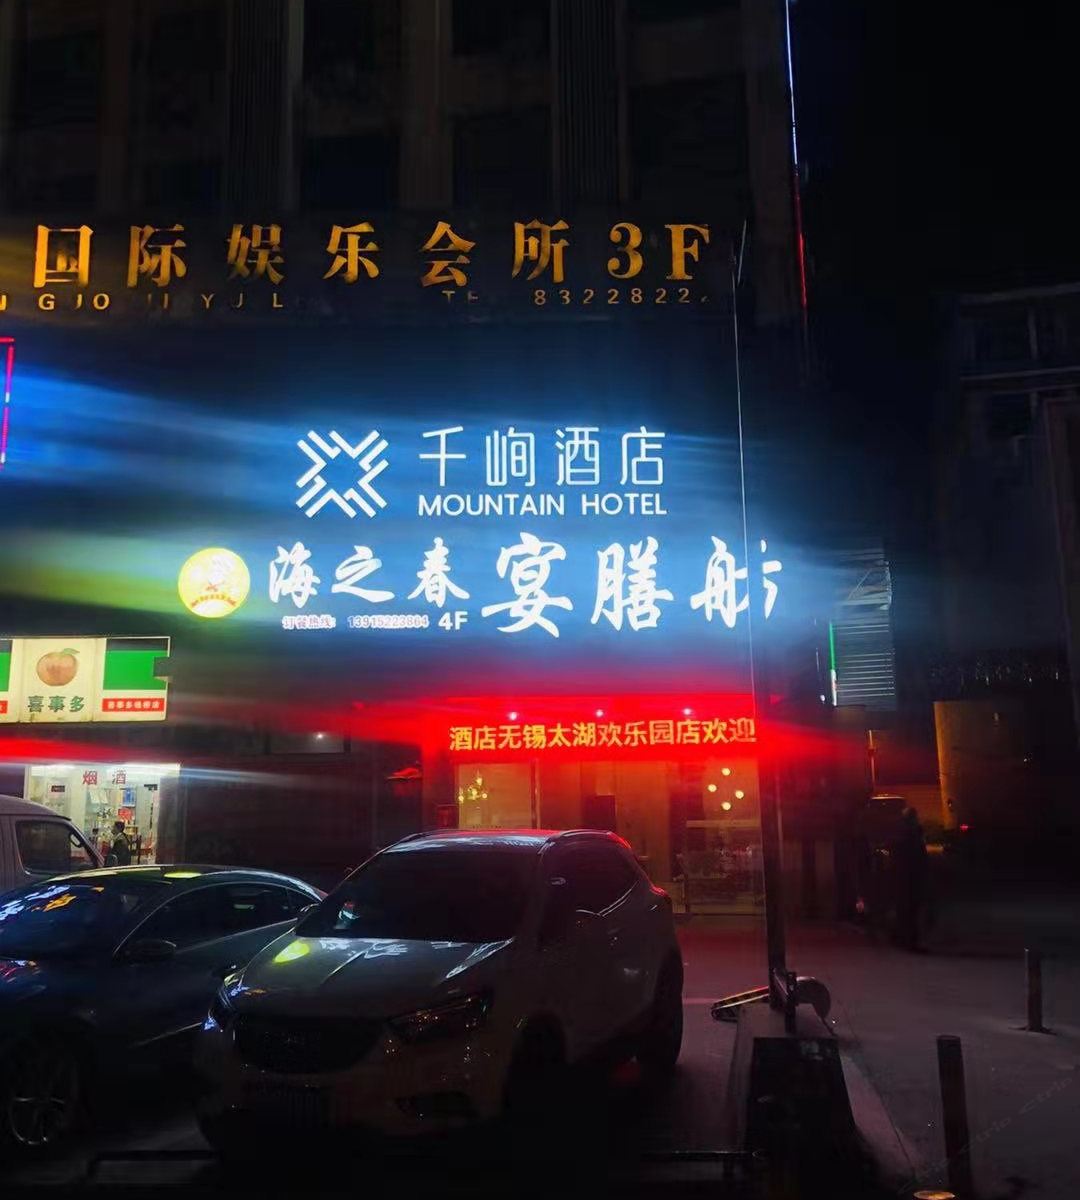 国际娱乐会所3F
8322822
千峋酒店
MOUNTAIN HOTEL
海之春 宴膳舫
订餐热线: 13915223864 4F
喜事多
烟酒
酒店无锡太湖欢乐园店欢迎